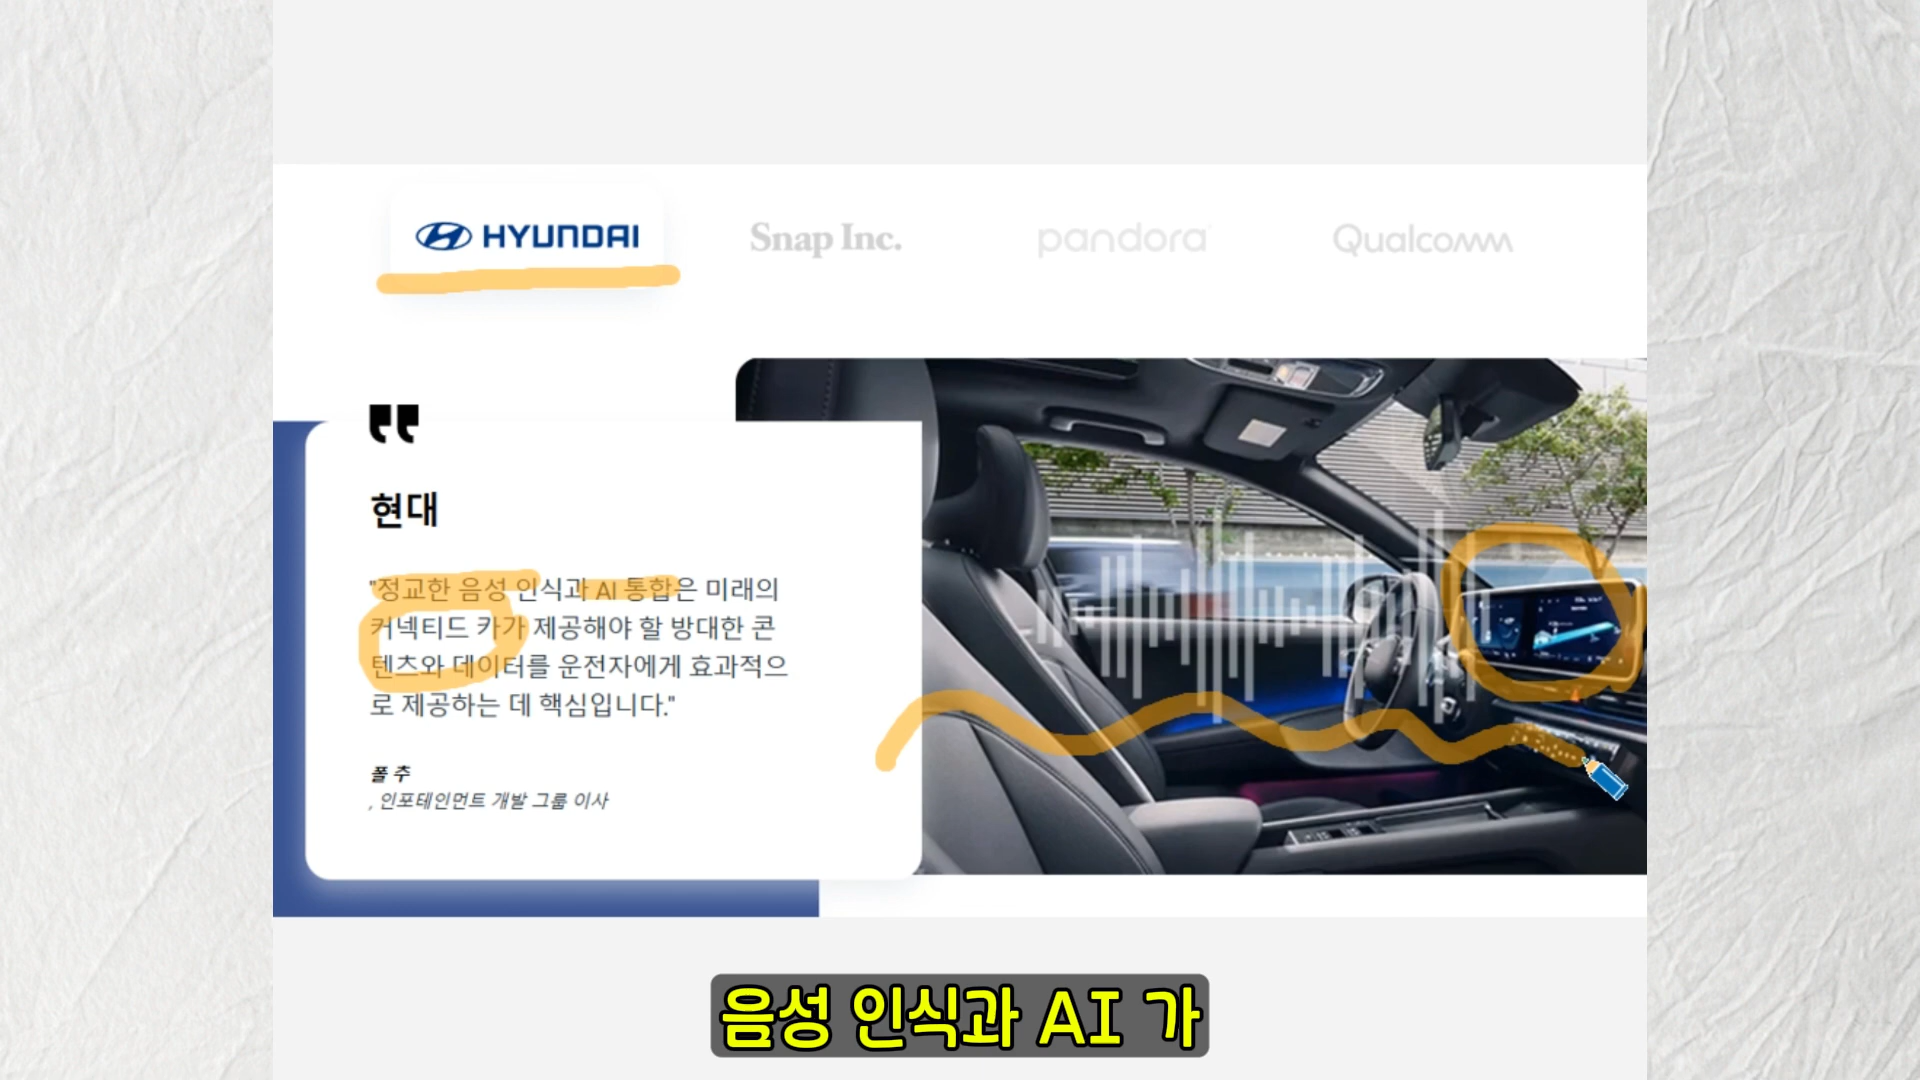 HYUNDAI
Snap Inc.
pandora
Qualcomm
현대
"정교한 음성 인식과 AI 통합은 미래의
커넥티드 카가 제공해야 할 방대한 콘
텐츠와 데이터를 운전자에게 효과적으
로 제공하는 데 핵심입니다."
폴 추
, 인포테인먼트 개발 그룹 이사
음성 인식과 AI 가